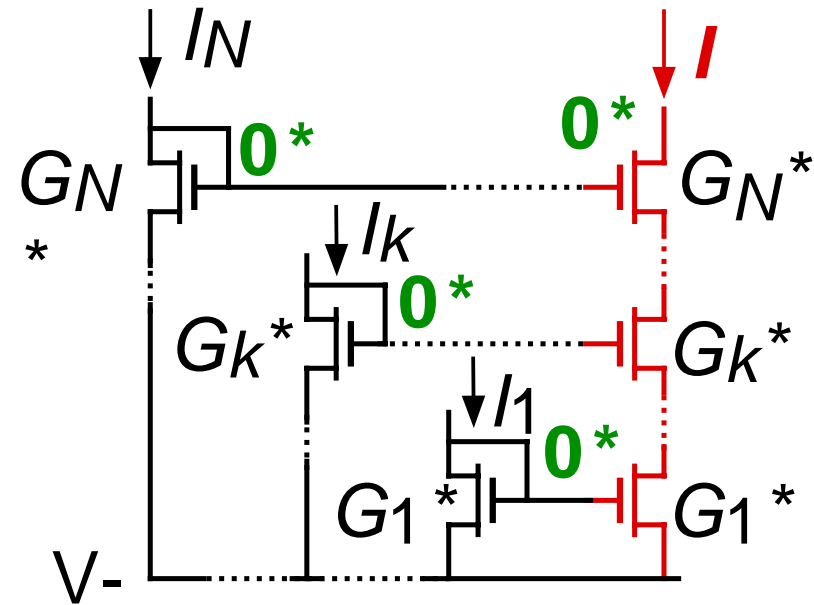 I_N
I
0*
0*
G_N
*
G_N*
I_k
0*
G_k*
G_k*
I_1
0*
G_1*
G_1*
V-